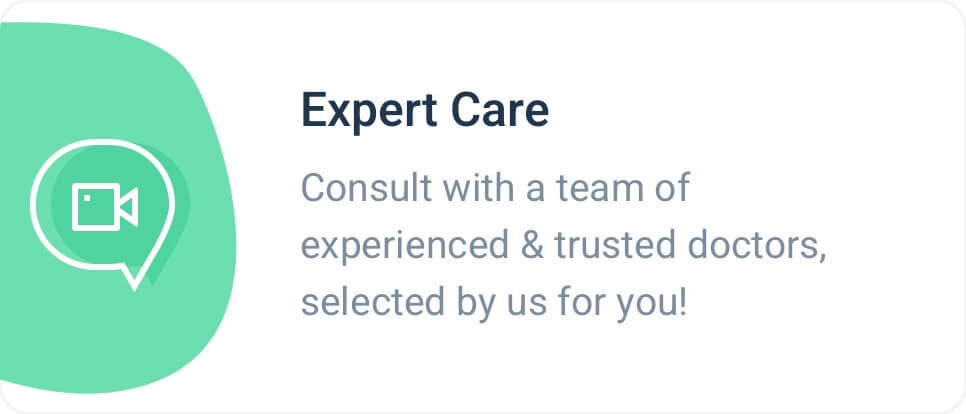 Expert Care
Consult with a team of
experienced & trusted doctors,
selected by us for you!